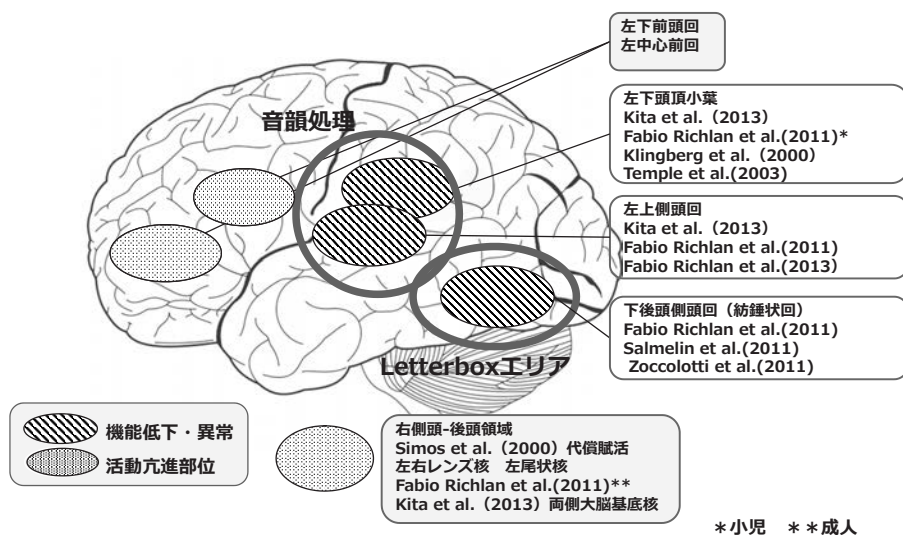 左下前頭回
左中心前回
音韻処理
左下頭頂小葉
Kita et al.（2013）
Fabio Richlan et al.(2011)*
Klingberg et al.（2000）
Temple et al.(2003)
左上側頭回
Kita et al.（2013）
Fabio Richlan et al.(2011)
Fabio Richlan et al.(2013)
下後頭側頭回（紡錘状回）
Fabio Richlan et al.(2011)
Salmelin et al.(2011)
Zoccolotti et al.(2011)
Letterboxエリア
機能低下・異常
活動亢進部位
右側頭-後頭領域
Simos et al.（2000）代償賦活
左右レンズ核　左尾状核
Fabio Richlan et al.(2011)**
Kita et al.（2013）両側大脳基底核
＊小児　＊＊成人